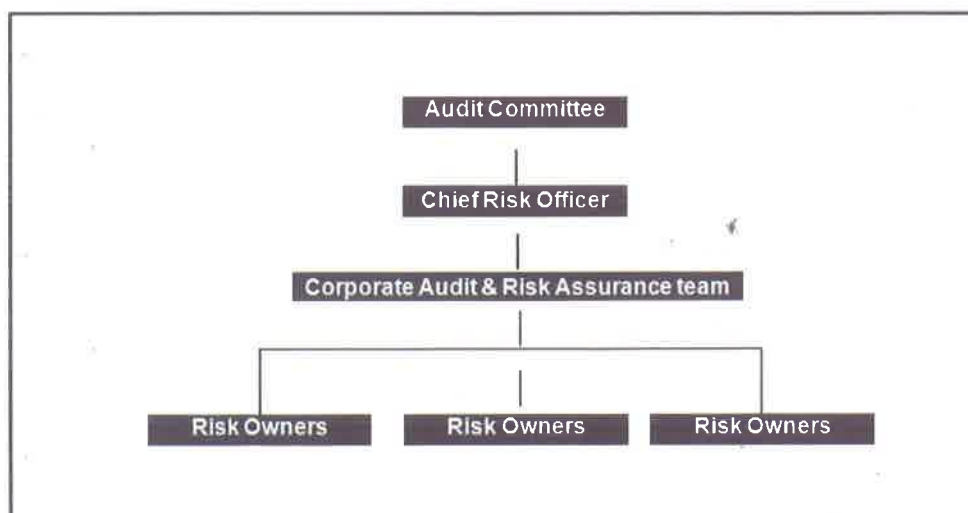 Audit Committee
Chief Risk Officer
Corporate Audit & Risk Assurance team
Risk Owners
Risk Owners
Risk Owners